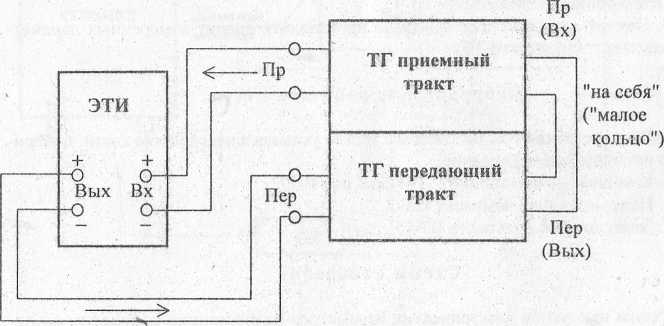 Пр
(Вх)
ТГ приемный
тракт
Пр
"на себя"
("малое
кольцо")
ЭТИ
+ +
Вых Вх
− −
ТГ передающий
тракт
Пер
Пер
(Вых)